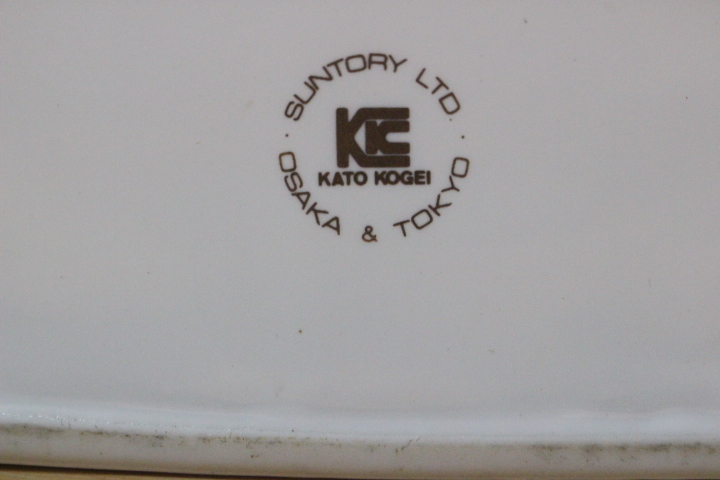 SUNTORY LTD.
KC
KATO KOGEI
OSAKA & TOKYO